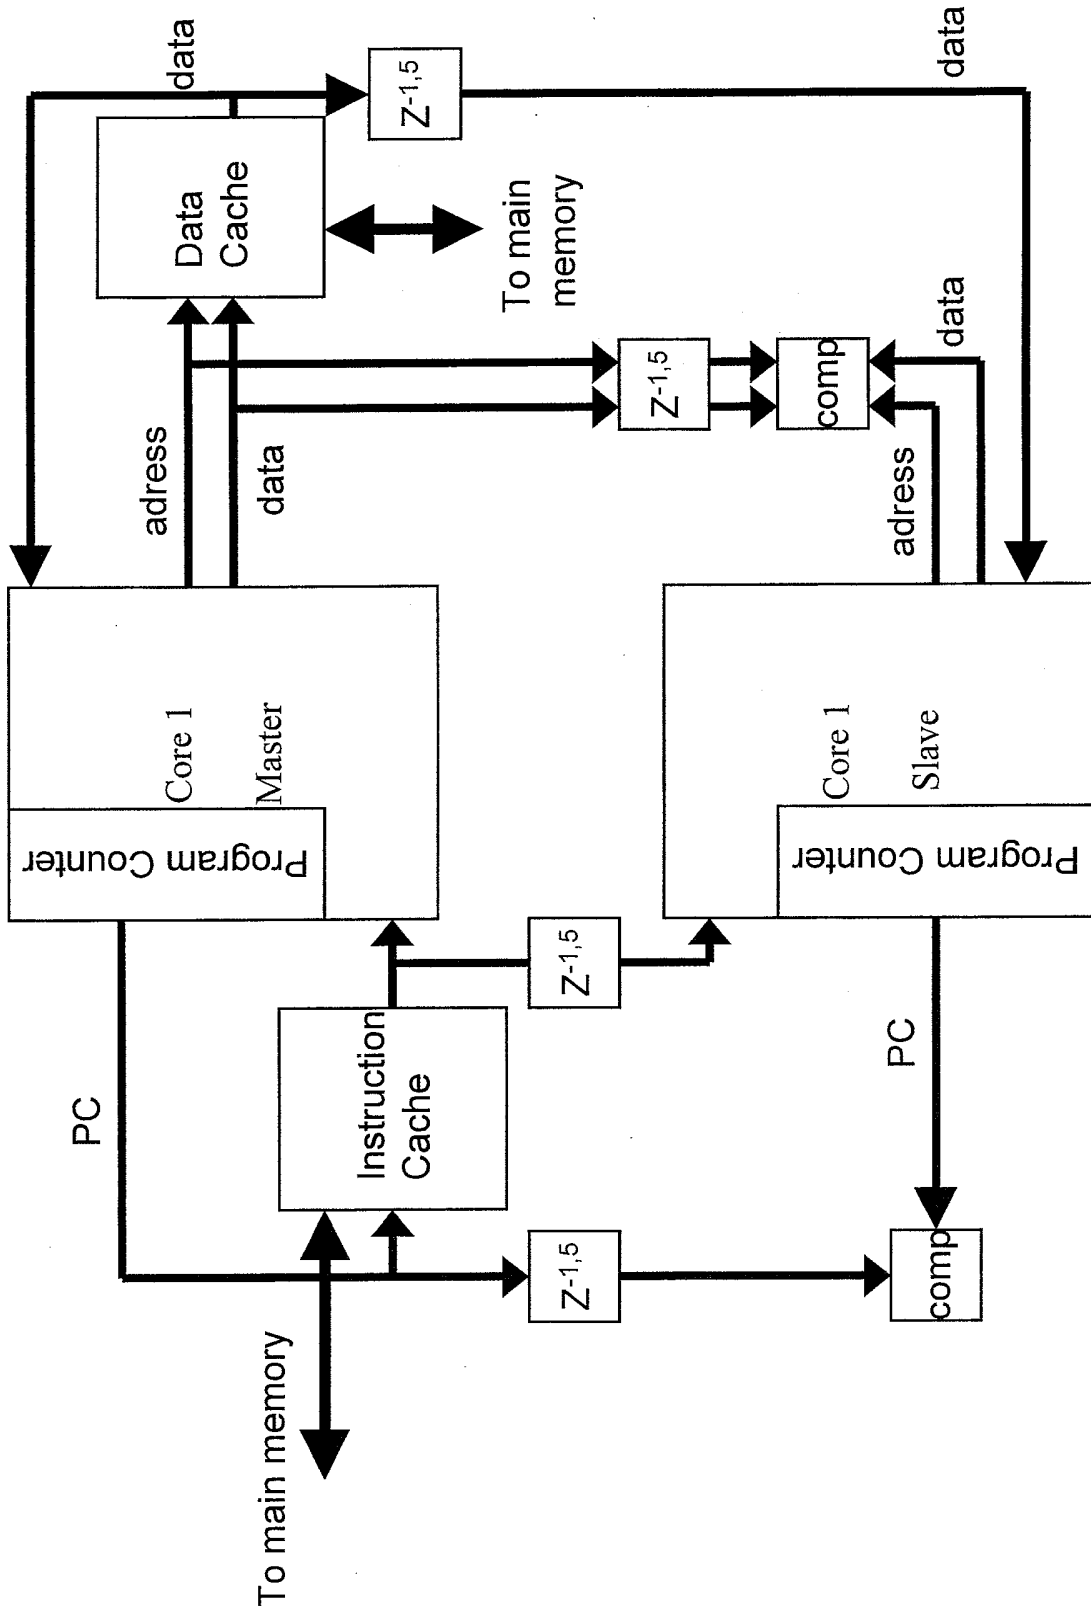 PC
adress
data
Core 1
Master
Data
Cache
data
Program Counter
To main memory
Instruction
Cache
Z-1,5
To main
memory
Z-1,5
Z-1,5
Z-1,5
comp
Core 1
Slave
PC
adress
data
data
Program Counter
comp